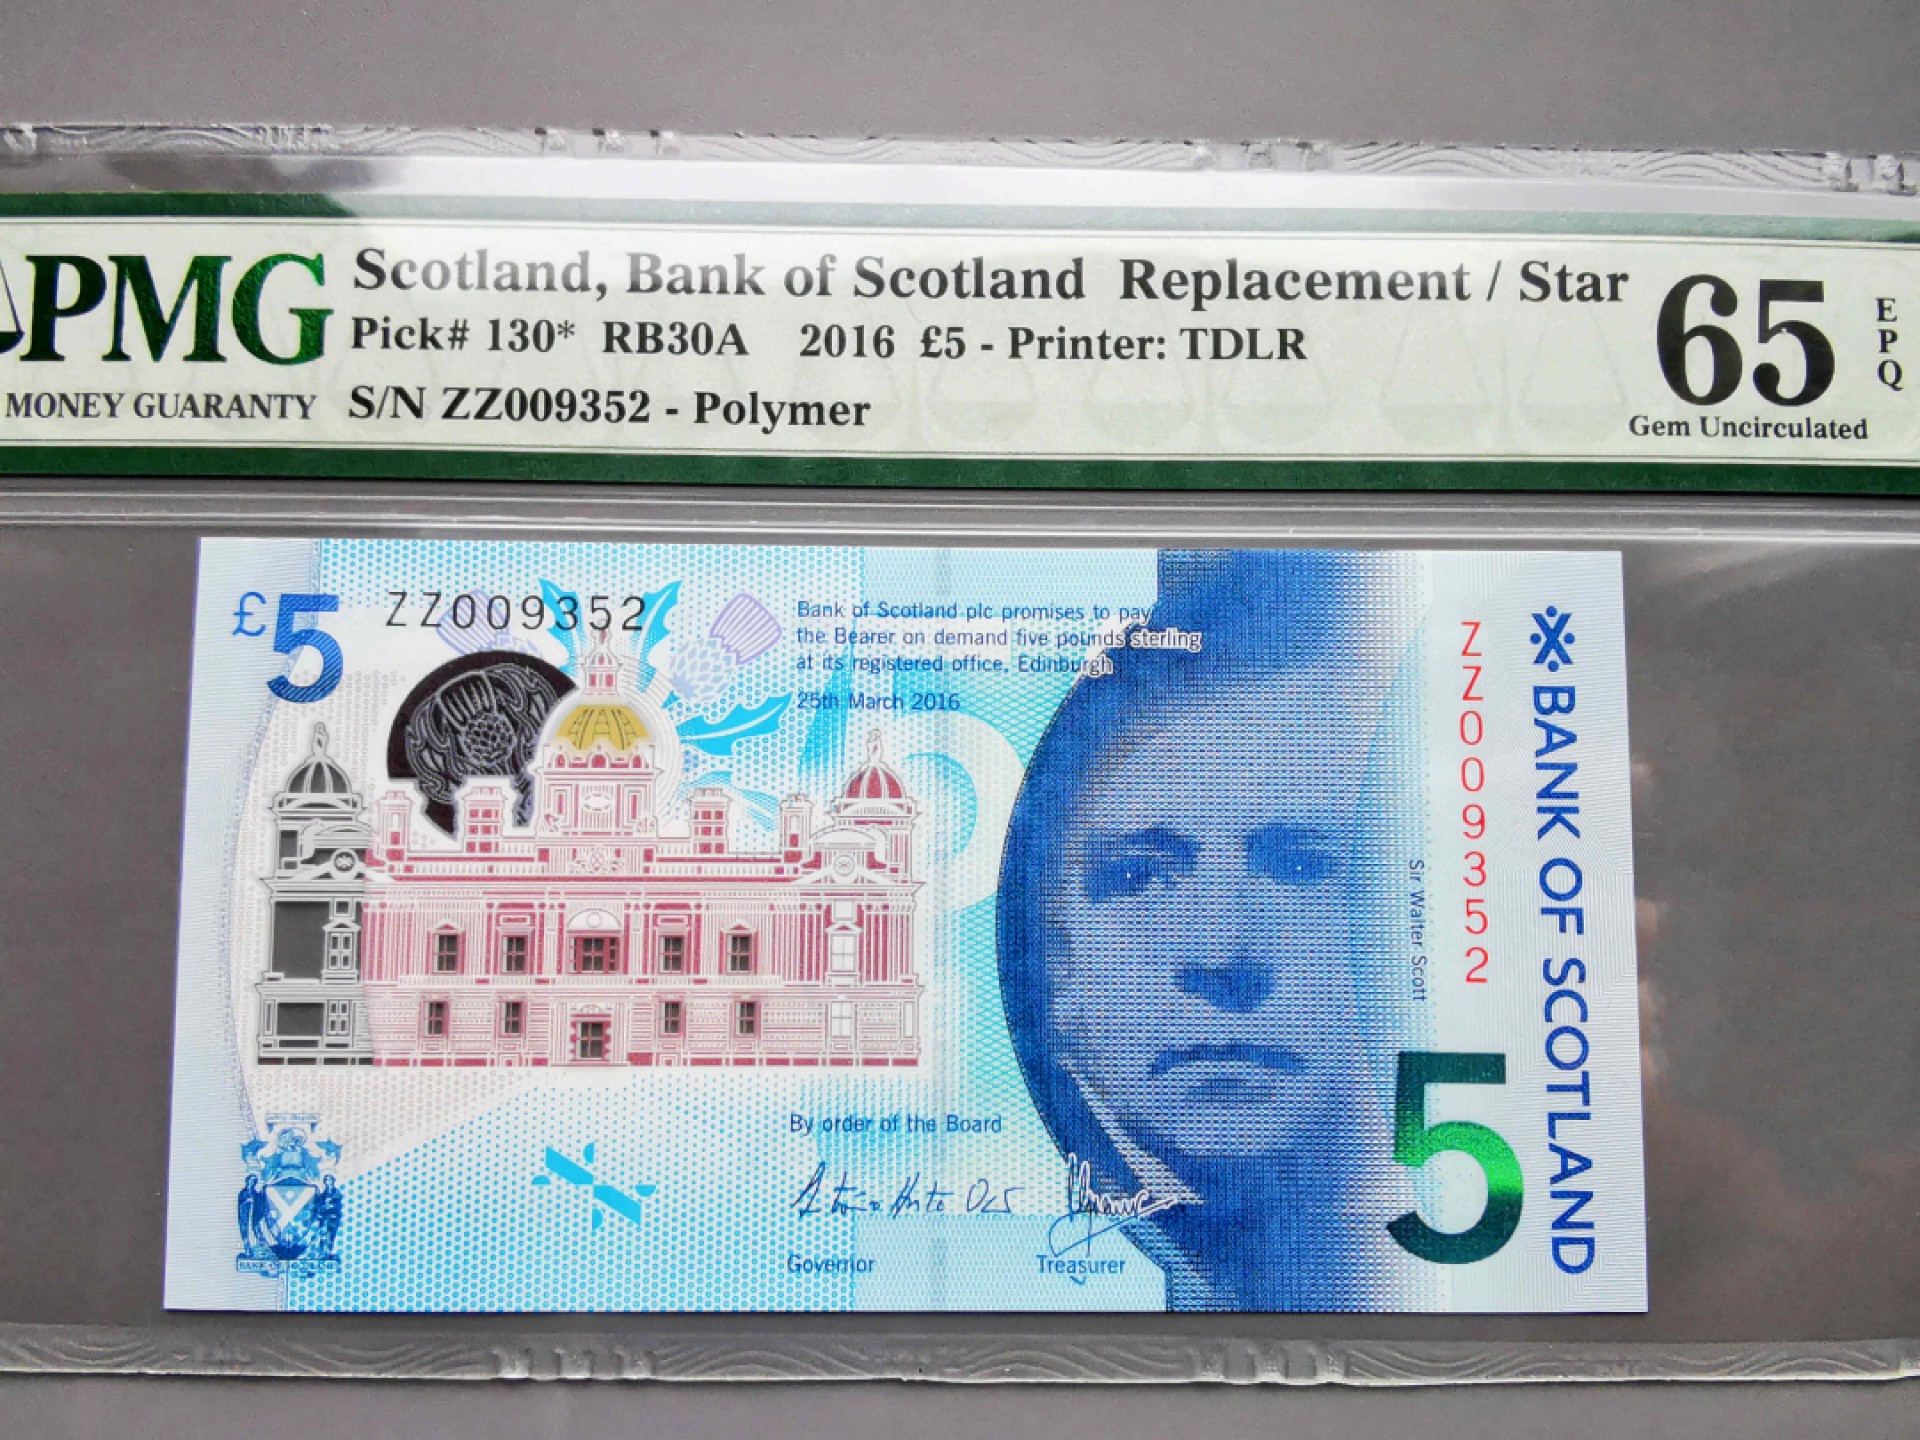 PMG
MONEY GUARANTY
Scotland, Bank of Scotland Replacement / Star
Pick# 130* RB30A 2016 £5 - Printer: TDLR
S/N ZZ009352 - Polymer
65
EPQ
Gem Uncirculated
£5
ZZ009352
Bank of Scotland plc promises to pay
the Bearer on demand five pounds sterling
at its registered office, Edinburgh
25th March 2016
By order of the Board
Governor
Treasurer
BANK OF SCOTLAND
Sir Walter Scott
ZZ009352
5
BANK OF SCOTLAND